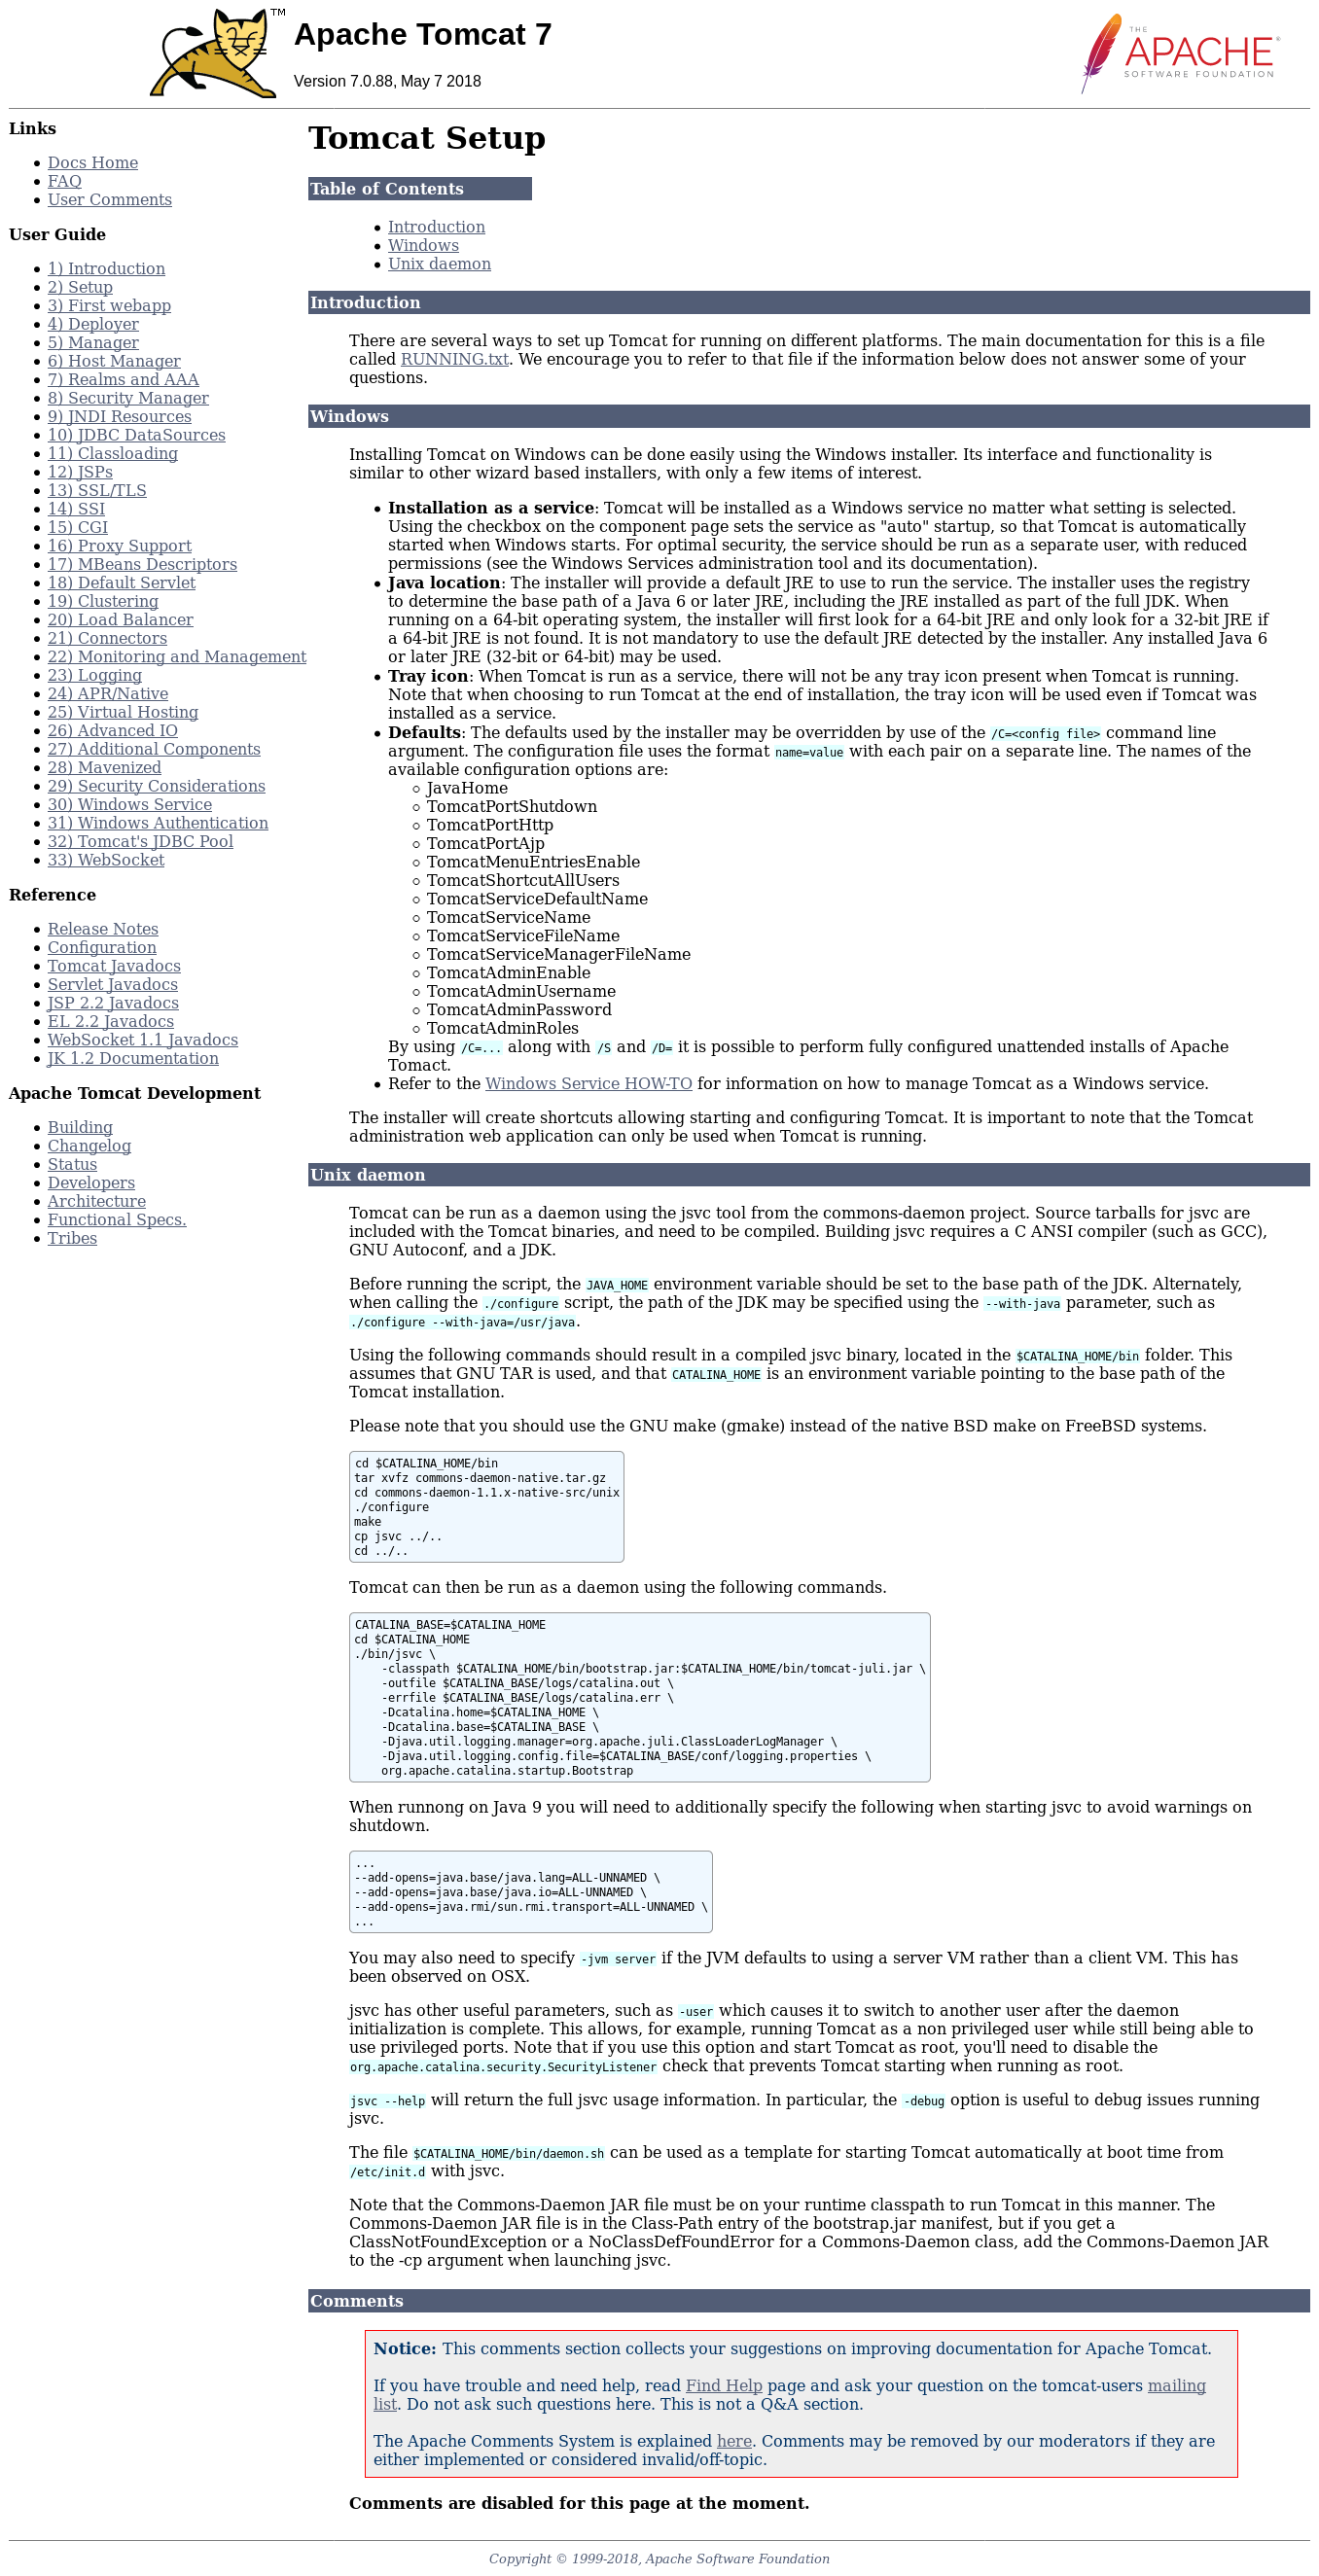 TM
Apache Tomcat 7
Version 7.0.88, May 7 2018
THE
APACHE®
SOFTWARE FOUNDATION
Links
Docs Home
FAQ
User Comments
User Guide
1) Introduction
2) Setup
3) First webapp
4) Deployer
5) Manager
6) Host Manager
7) Realms and AAA
8) Security Manager
9) JNDI Resources
10) JDBC DataSources
11) Classloading
12) JSPs
13) SSL/TLS
14) SSI
15) CGI
16) Proxy Support
17) MBeans Descriptors
18) Default Servlet
19) Clustering
20) Load Balancer
21) Connectors
22) Monitoring and Management
23) Logging
24) APR/Native
25) Virtual Hosting
26) Advanced IO
27) Additional Components
28) Mavenized
29) Security Considerations
30) Windows Service
31) Windows Authentication
32) Tomcat's JDBC Pool
33) WebSocket
Reference
Release Notes
Configuration
Tomcat Javadocs
Servlet Javadocs
JSP 2.2 Javadocs
EL 2.2 Javadocs
WebSocket 1.1 Javadocs
JK 1.2 Documentation
Apache Tomcat Development
Building
Changelog
Status
Developers
Architecture
Functional Specs.
Tribes
Tomcat Setup
Table of Contents
Introduction
Windows
Unix daemon
Introduction
There are several ways to set up Tomcat for running on different platforms. The main documentation for this is a file
called RUNNING.txt. We encourage you to refer to that file if the information below does not answer some of your
questions.
Windows
Installing Tomcat on Windows can be done easily using the Windows installer. Its interface and functionality is
similar to other wizard based installers, with only a few items of interest.
Installation as a service: Tomcat will be installed as a Windows service no matter what setting is selected.
Using the checkbox on the component page sets the service as "auto" startup, so that Tomcat is automatically
started when Windows starts. For optimal security, the service should be run as a separate user, with reduced
permissions (see the Windows Services administration tool and its documentation).
Java location: The installer will provide a default JRE to use to run the service. The installer uses the registry
to determine the base path of a Java 6 or later JRE, including the JRE installed as part of the full JDK. When
running on a 64-bit operating system, the installer will first look for a 64-bit JRE and only look for a 32-bit JRE if
a 64-bit JRE is not found. It is not mandatory to use the default JRE detected by the installer. Any installed Java 6
or later JRE (32-bit or 64-bit) may be used.
Tray icon: When Tomcat is run as a service, there will not be any tray icon present when Tomcat is running.
Note that when choosing to run Tomcat at the end of installation, the tray icon will be used even if Tomcat was
installed as a service.
Defaults: The defaults used by the installer may be overridden by use of the /C=<config file> command line
argument. The configuration file uses the format name=value with each pair on a separate line. The names of the
available configuration options are:
JavaHome
TomcatPortShutdown
TomcatPortHttp
TomcatPortAjp
TomcatMenuEntriesEnable
TomcatShortcutAllUsers
TomcatServiceDefaultName
TomcatServiceName
TomcatServiceFileName
TomcatServiceManagerFileName
TomcatAdminEnable
TomcatAdminUsername
TomcatAdminPassword
TomcatAdminRoles
By using /C=... along with /S and /D= it is possible to perform fully configured unattended installs of Apache
Tomact.
Refer to the Windows Service HOW-TO for information on how to manage Tomcat as a Windows service.
The installer will create shortcuts allowing starting and configuring Tomcat. It is important to note that the Tomcat
administration web application can only be used when Tomcat is running.
Unix daemon
Tomcat can be run as a daemon using the jsvc tool from the commons-daemon project. Source tarballs for jsvc are
included with the Tomcat binaries, and need to be compiled. Building jsvc requires a C ANSI compiler (such as GCC),
GNU Autoconf, and a JDK.
Before running the script, the JAVA_HOME environment variable should be set to the base path of the JDK. Alternately,
when calling the ./configure script, the path of the JDK may be specified using the --with-java parameter, such as
./configure --with-java=/usr/java.
Using the following commands should result in a compiled jsvc binary, located in the $CATALINA_HOME/bin folder. This
assumes that GNU TAR is used, and that CATALINA_HOME is an environment variable pointing to the base path of the
Tomcat installation.
Please note that you should use the GNU make (gmake) instead of the native BSD make on FreeBSD systems.
cd $CATALINA_HOME/bin
tar xvfz commons-daemon-native.tar.gz
cd commons-daemon-1.1.x-native-src/unix
./configure
make
cp jsvc ../..
cd ../..
Tomcat can then be run as a daemon using the following commands.
CATALINA_BASE=$CATALINA_HOME
cd $CATALINA_HOME
./bin/jsvc \
-classpath $CATALINA_HOME/bin/bootstrap.jar:$CATALINA_HOME/bin/tomcat-juli.jar \
-outfile $CATALINA_BASE/logs/catalina.out \
-errfile $CATALINA_BASE/logs/catalina.err \
-Dcatalina.home=$CATALINA_HOME \
-Dcatalina.base=$CATALINA_BASE \
-Djava.util.logging.manager=org.apache.juli.ClassLoaderLogManager \
-Djava.util.logging.config.file=$CATALINA_BASE/conf/logging.properties \
org.apache.catalina.startup.Bootstrap
When runnong on Java 9 you will need to additionally specify the following when starting jsvc to avoid warnings on
shutdown.
...
--add-opens=java.base/java.lang=ALL-UNNAMED \
--add-opens=java.base/java.io=ALL-UNNAMED \
--add-opens=java.rmi/sun.rmi.transport=ALL-UNNAMED \
...
You may also need to specify -jvm server if the JVM defaults to using a server VM rather than a client VM. This has
been observed on OSX.
jsvc has other useful parameters, such as -user which causes it to switch to another user after the daemon
initialization is complete. This allows, for example, running Tomcat as a non privileged user while still being able to
use privileged ports. Note that if you use this option and start Tomcat as root, you'll need to disable the
org.apache.catalina.security.SecurityListener check that prevents Tomcat starting when running as root.
jsvc --help will return the full jsvc usage information. In particular, the -debug option is useful to debug issues running
jsvc.
The file $CATALINA_HOME/bin/daemon.sh can be used as a template for starting Tomcat automatically at boot time from
/etc/init.d with jsvc.
Note that the Commons-Daemon JAR file must be on your runtime classpath to run Tomcat in this manner. The
Commons-Daemon JAR file is in the Class-Path entry of the bootstrap.jar manifest, but if you get a
ClassNotFoundException or a NoClassDefFoundError for a Commons-Daemon class, add the Commons-Daemon JAR
to the -cp argument when launching jsvc.
Comments
Notice: This comments section collects your suggestions on improving documentation for Apache Tomcat.
If you have trouble and need help, read Find Help page and ask your question on the tomcat-users mailing
list. Do not ask such questions here. This is not a Q&A section.
The Apache Comments System is explained here. Comments may be removed by our moderators if they are
either implemented or considered invalid/off-topic.
Comments are disabled for this page at the moment.
Copyright © 1999-2018, Apache Software Foundation